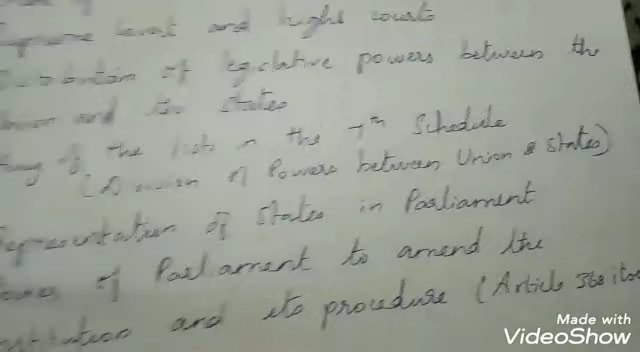 Supreme Court and high courts
of legislative powers between the
Union and the States
Any of the lists in the 7th Schedule
(Division of Powers between Union & States)
Representation of States in Parliament
Power of Parliament to amend the
and its procedure (Article 368
Made with
VideoShow